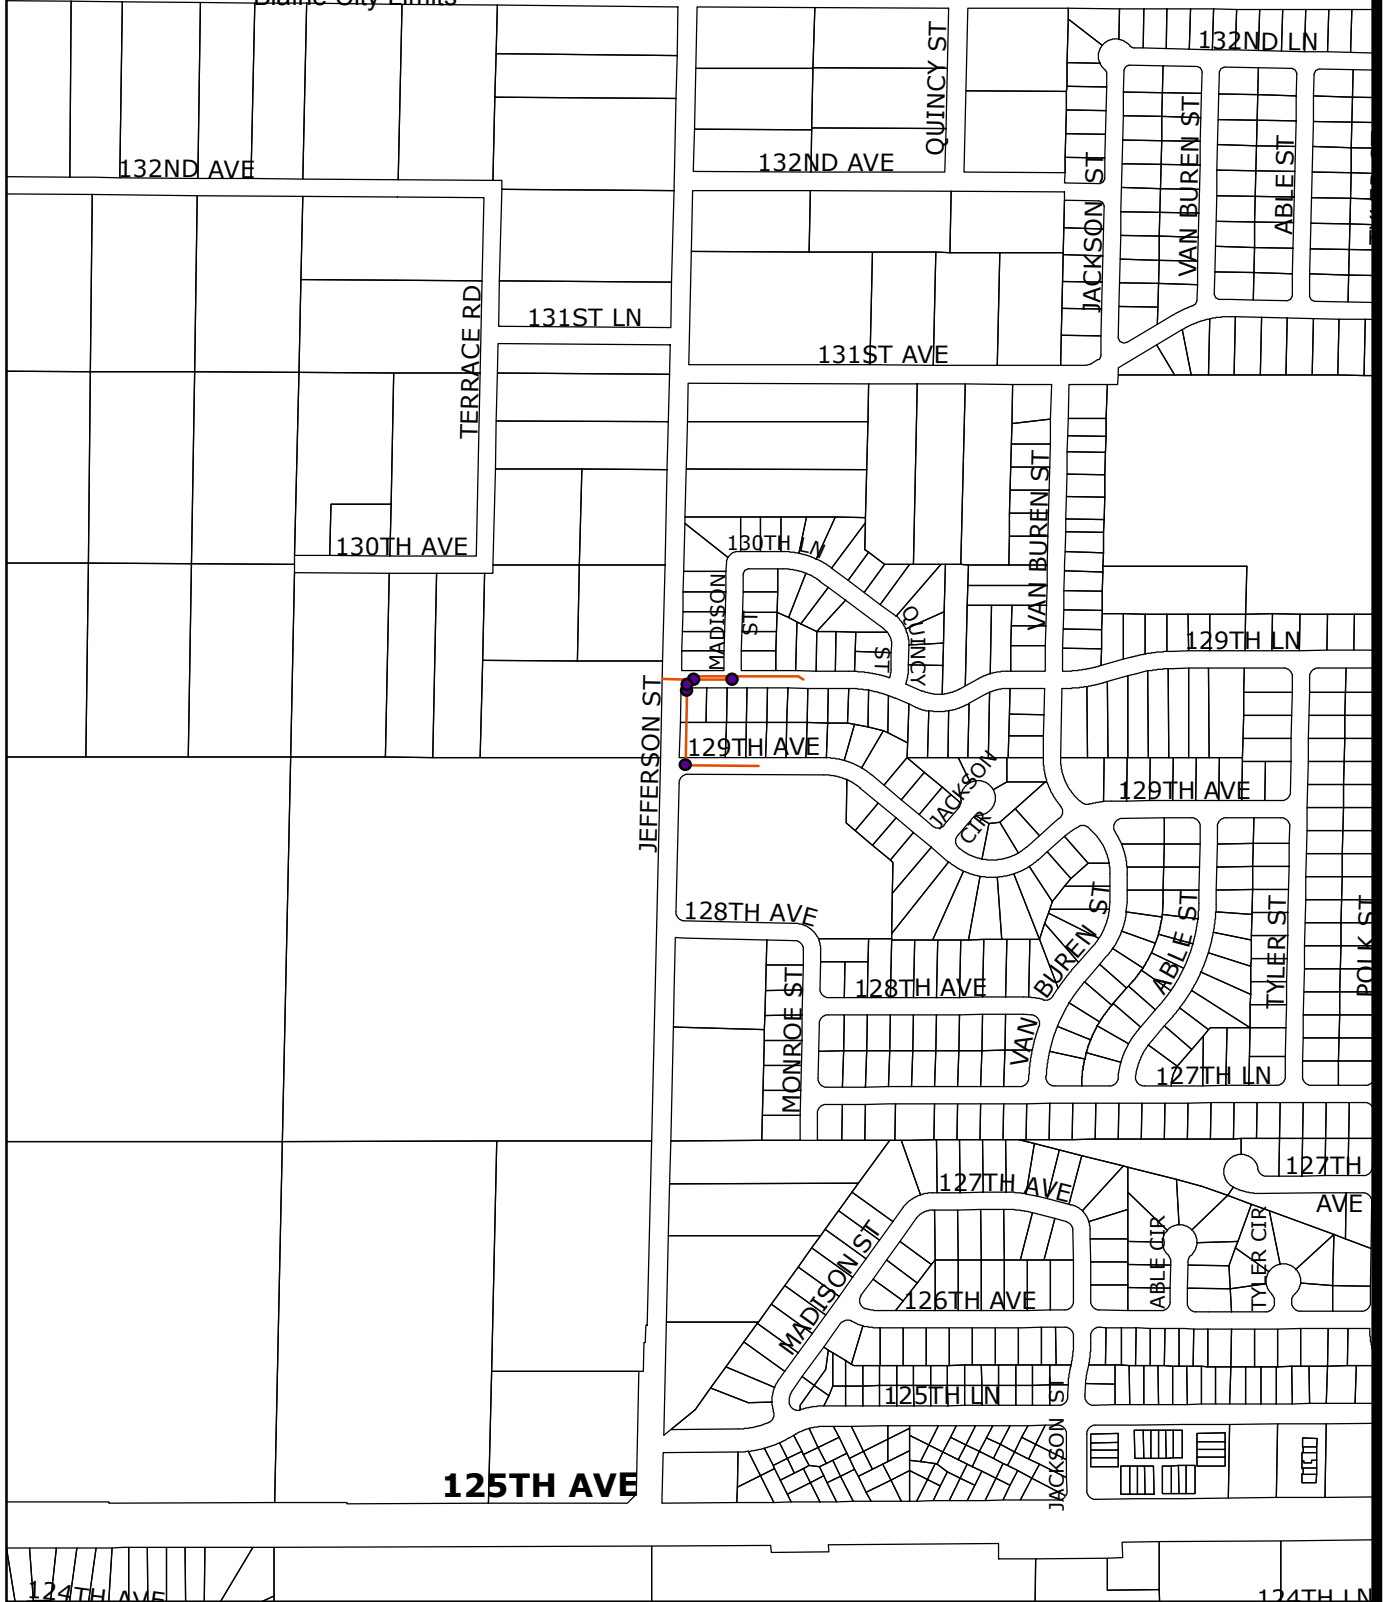 Blaine City Limits
132ND LN
QUINCY ST
132ND AVE
132ND AVE
JACKSON ST
VAN BUREN ST
ABLE ST
TERRACE RD
131ST LN
131ST AVE
130TH AVE
130TH LN
VAN BUREN ST
MADISON
ST
QUINCY
ST
129TH LN
JEFFERSON ST
129TH AVE
JACKSON
CIR
129TH AVE
128TH AVE
VAN BUREN ST
ABLE ST
TYLER ST
POLK ST
128TH AVE
MONROE ST
127TH LN
127TH
AVE
127TH AVE
MADISON ST
ABLE CIR
TYLER CIR
126TH AVE
125TH LN
JACKSON ST
125TH AVE
124TH AVE
124TH LN